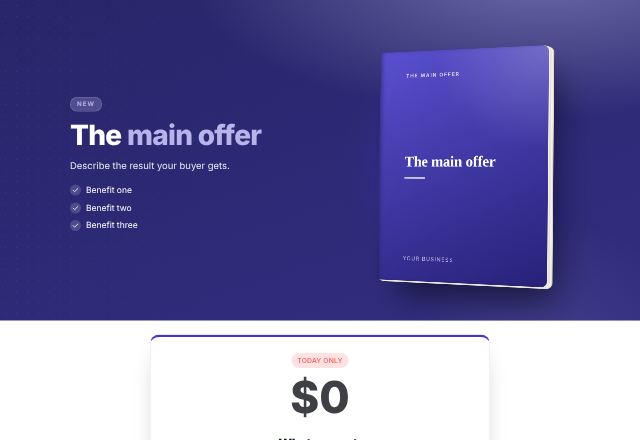 NEW
The main offer
Describe the result your buyer gets.
Benefit one
Benefit two
Benefit three
THE MAIN OFFER
The main offer
YOUR BUSINESS
TODAY ONLY
$0